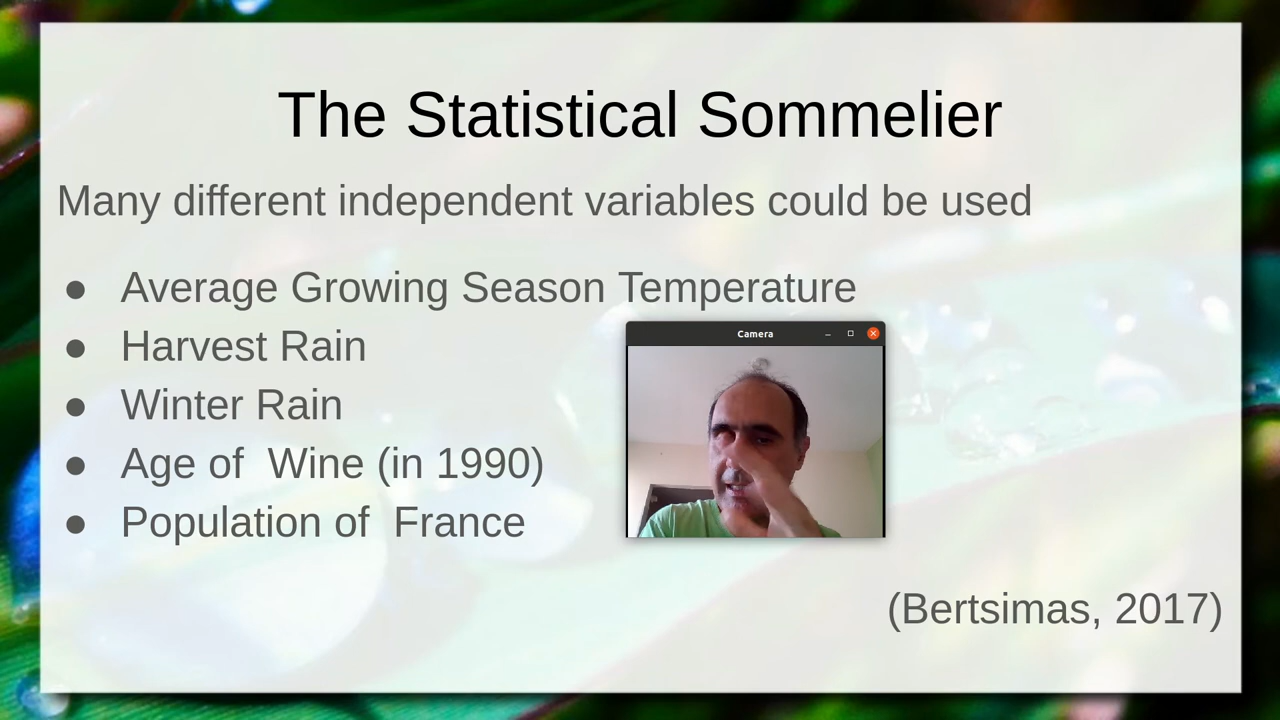 The Statistical Sommelier
Many different independent variables could be used
● Average Growing Season Temperature
● Harvest Rain
Camera
● Winter Rain
● Age of  Wine (in 1990)
● Population of  France
(Bertsimas, 2017)